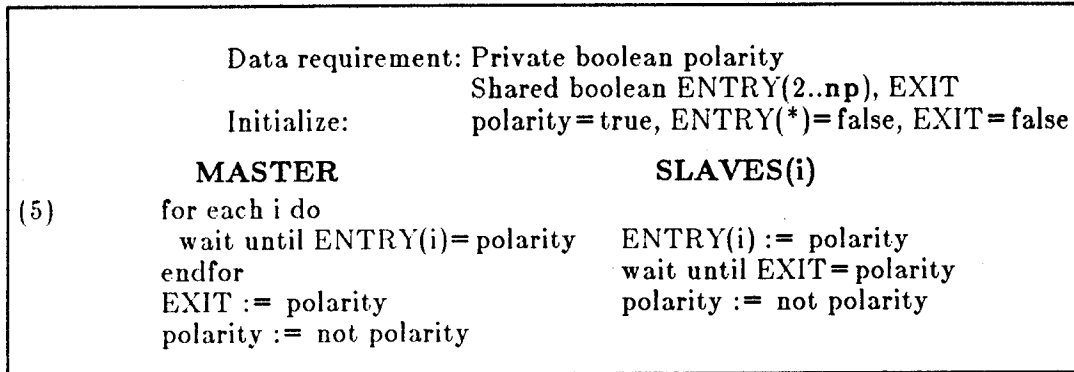 Data requirement: Private boolean polarity
Shared boolean ENTRY(2..np), EXIT
Initialize: polarity=true, ENTRY(*)=false, EXIT=false
MASTER SLAVES(i)
(5) for each i do
wait until ENTRY(i)=polarity ENTRY(i) := polarity
endfor wait until EXIT=polarity
EXIT := polarity polarity := not polarity
polarity := not polarity